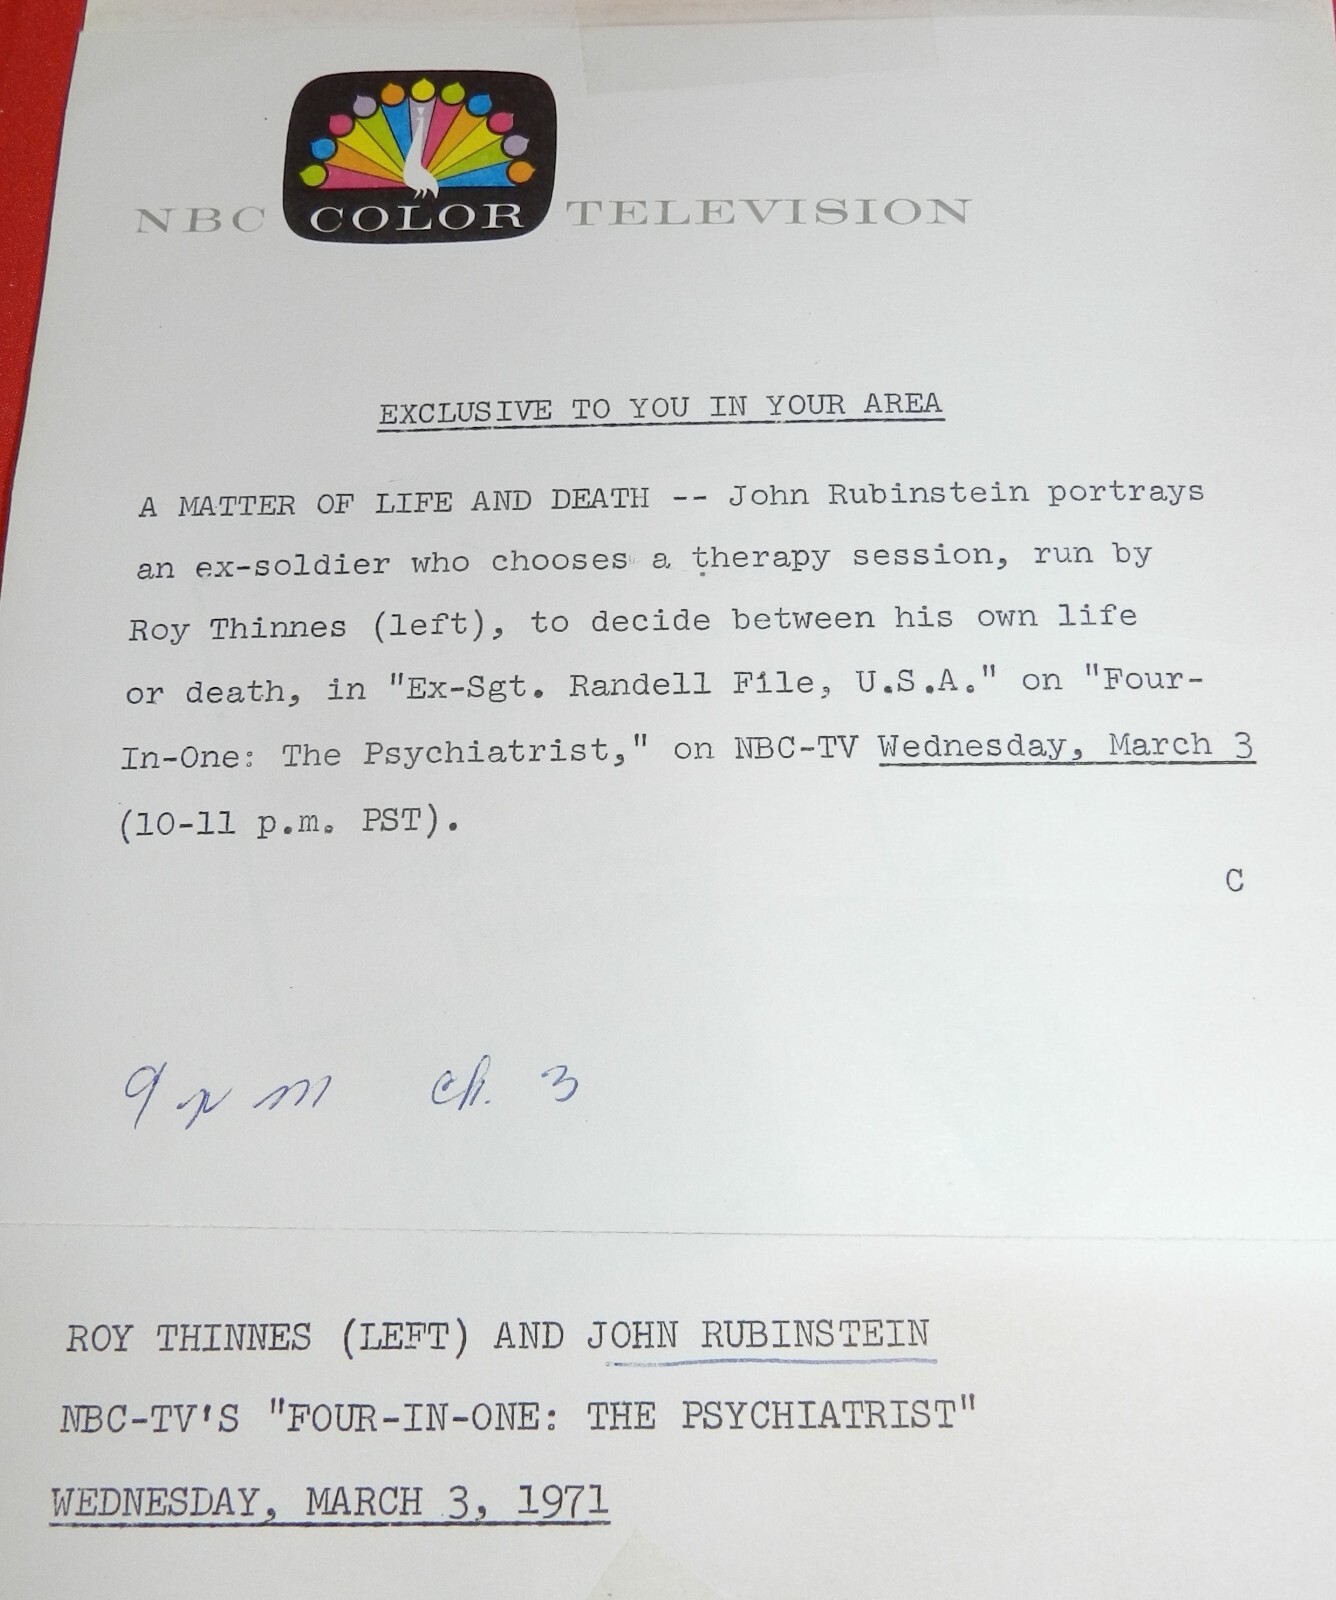 NBC COLOR TELEVISION
EXCLUSIVE TO YOU IN YOUR AREA
A MATTER OF LIFE AND DEATH -- John Rubinstein portrays
an ex-soldier who chooses a therapy session, run by
Roy Thinnes (left), to decide between his own life
or death, in "Ex-Sgt. Randell File, U.S.A." on "Four-
In-One: The Psychiatrist," on NBC-TV Wednesday, March 3
(10-11 p.m. PST).
C
9 pm ch. 3
ROY THINNES (LEFT) AND JOHN RUBINSTEIN
NBC-TV'S "FOUR-IN-ONE: THE PSYCHIATRIST"
WEDNESDAY, MARCH 3, 1971